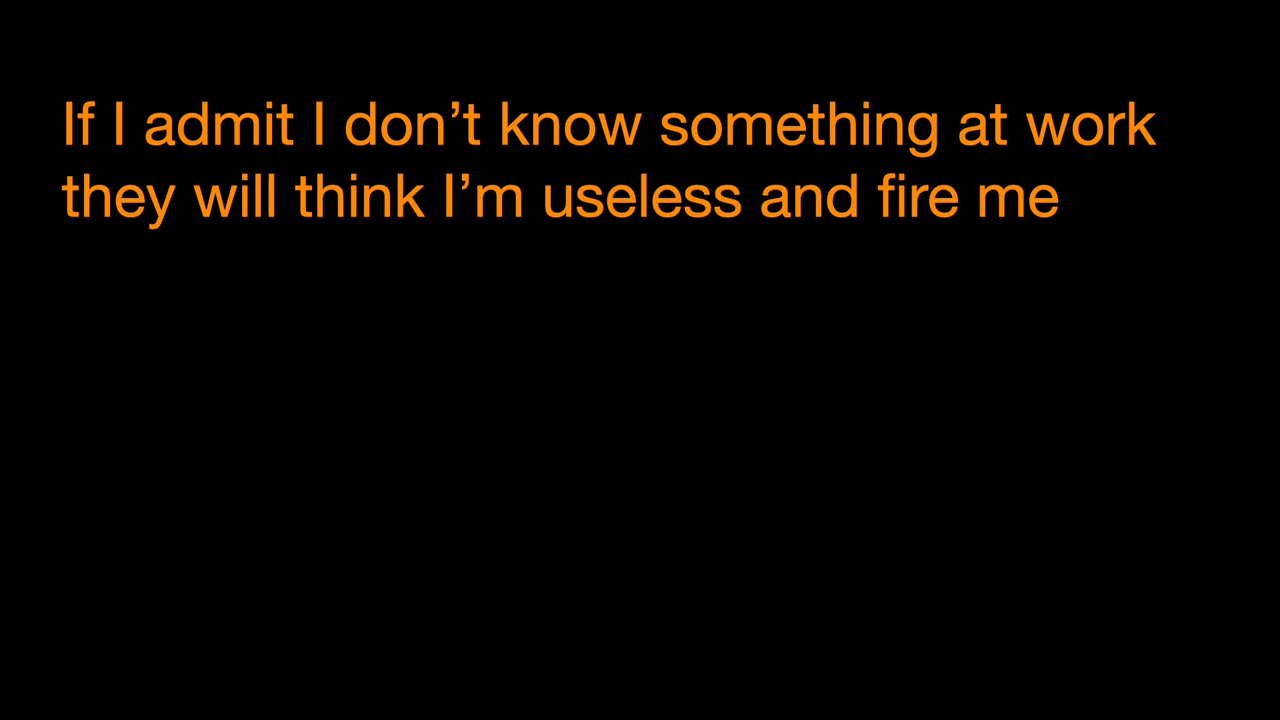 If I admit I don’t know something at work
they will think I’m useless and fire me